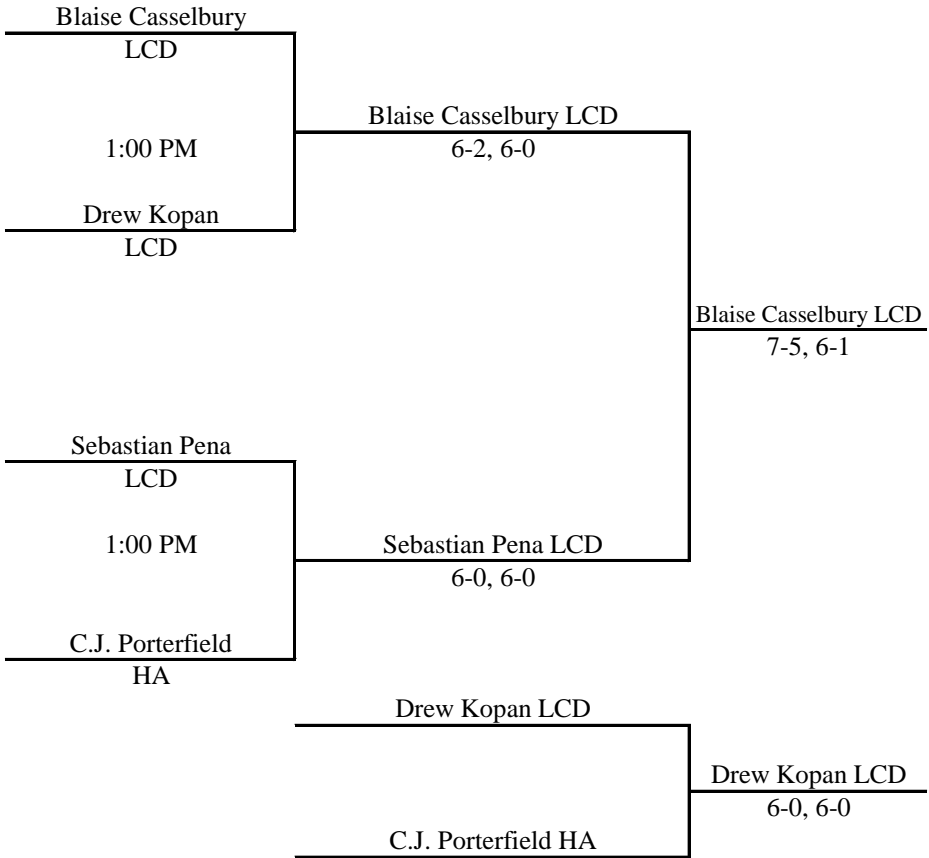 Blaise Casselbury
LCD
Blaise Casselbury LCD
1:00 PM
6-2, 6-0
Drew Kopan
LCD
Blaise Casselbury LCD
7-5, 6-1
Sebastian Pena
LCD
1:00 PM
Sebastian Pena LCD
6-0, 6-0
C.J. Porterfield
HA
Drew Kopan LCD
Drew Kopan LCD
6-0, 6-0
C.J. Porterfield HA